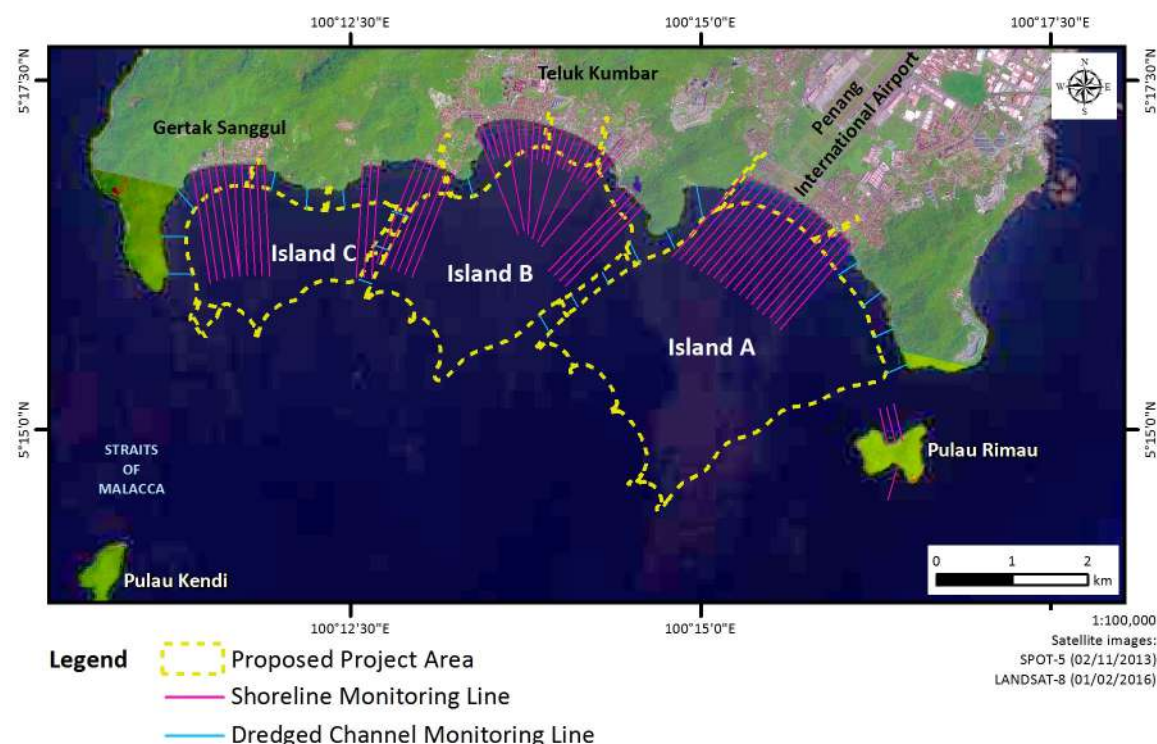 100°12'30"E
100°15'0"E
100°17'30"E
5°17'30"N
5°17'30"N
Teluk Kumbar
Penang
International Airport
N
W E
S
Gertak Sanggul
Island C
Island B
Island A
5°15'0"N
5°15'0"N
STRAITS
OF
MALACCA
Pulau Rimau
Pulau Kendi
0 1 2
km
100°12'30"E
100°15'0"E
1:100,000
Satellite images:
SPOT-5 (02/11/2013)
LANDSAT-8 (01/02/2016)
Legend
Proposed Project Area
Shoreline Monitoring Line
Dredged Channel Monitoring Line